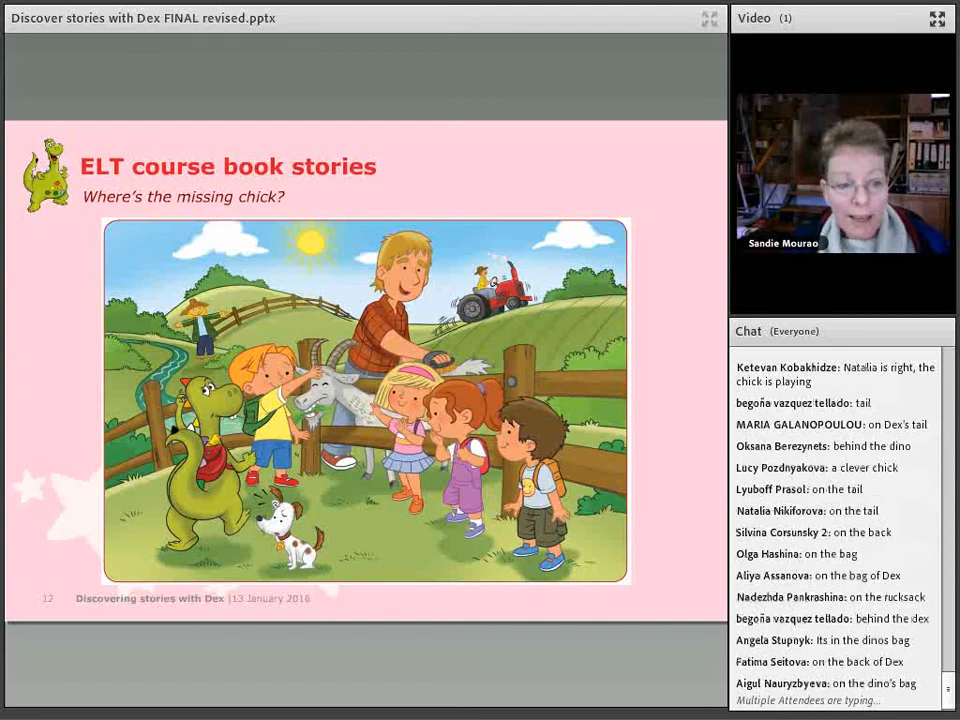 Discover stories with Dex FINAL revised.pptx
Video (1)
ELT course book stories
Where's the missing chick?
Sandie Mourao
Chat (Everyone)
Ketevan Kobakhidze: Natalia is right, the
chick is playing
begoña vazquez tellado: tail
MARIA GALANOPOULOU: on Dex's tail
Oksana Berezynets: behind the dino
Lucy Pozdnyakova: a clever chick
Lyuboff Prasol: on the tail
Natalia Nikiforova: on the tail
Silvina Corsunsky 2: on the back
Olga Hashina: on the bag
Aliya Assanova: on the bag of Dex
Nadezhda Pankrashina: on the rucksack
begoña vazquez tellado: behind the dex
Angela Stupnyk: Its in the dinos bag
Fatima Seitova: on the back of Dex
Aigul Nauryzbyeva: on the dino's bag
Multiple Attendees are typing...
12 Discovering stories with Dex |13 January 2016